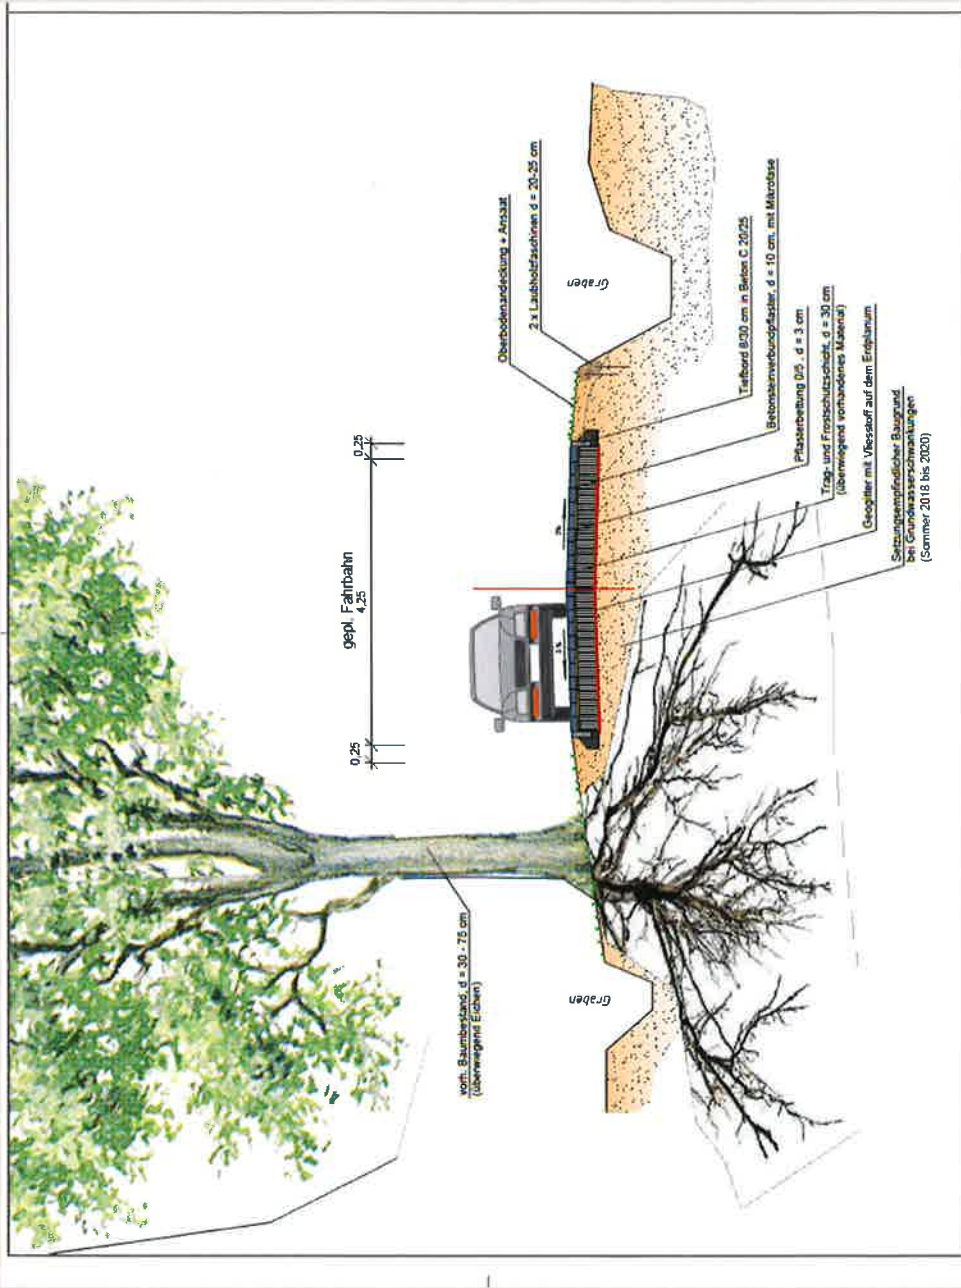 0,25
gepl. Fahrbahn
4,25
0,25
Oberbodenandeckung + Ansaat
2 x Laubholzfaschinen d = 20-25 cm
vorh. Baumbestand, d = 30 - 75 cm
(überwiegend Eichen)
Graben
Graben
Tiefbord 8/30 cm in Beton C 20/25
Betonsteinverbundpflaster, d = 10 cm, mit Mikrofase
Pflasterbettung 0/5 , d = 3 cm
Trag- und Frostschutzschicht, d = 30 cm
(überwiegend vorhandenes Material)
Geogitter mit Vliesstoff auf dem Erdplanum
Setzungsempfindlicher Baugrund
bei Grundwasserschwankungen
(Sommer 2018 bis 2020)